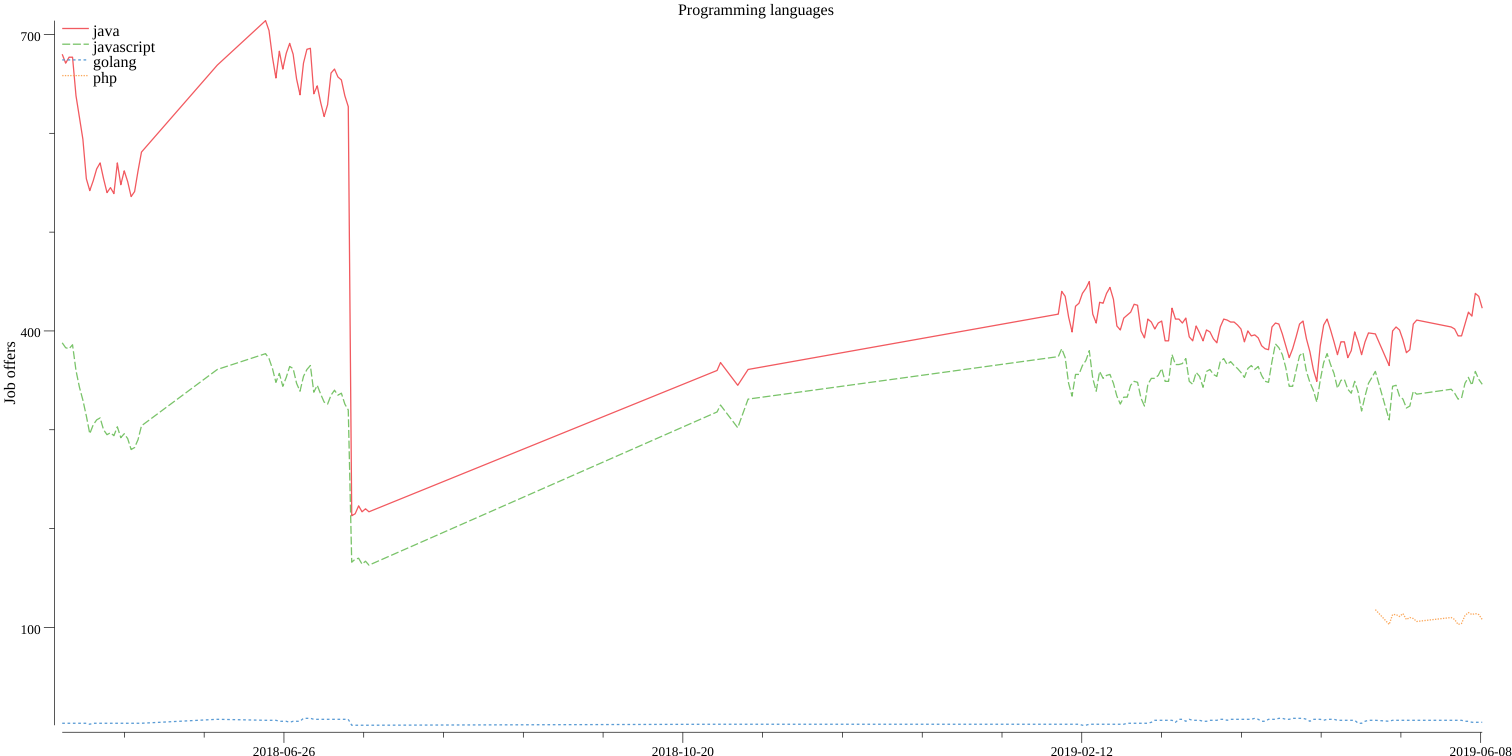 Programming languages
java
javascript
golang
php
700
400
100
Job offers
2018-06-26
2018-10-20
2019-02-12
2019-06-08